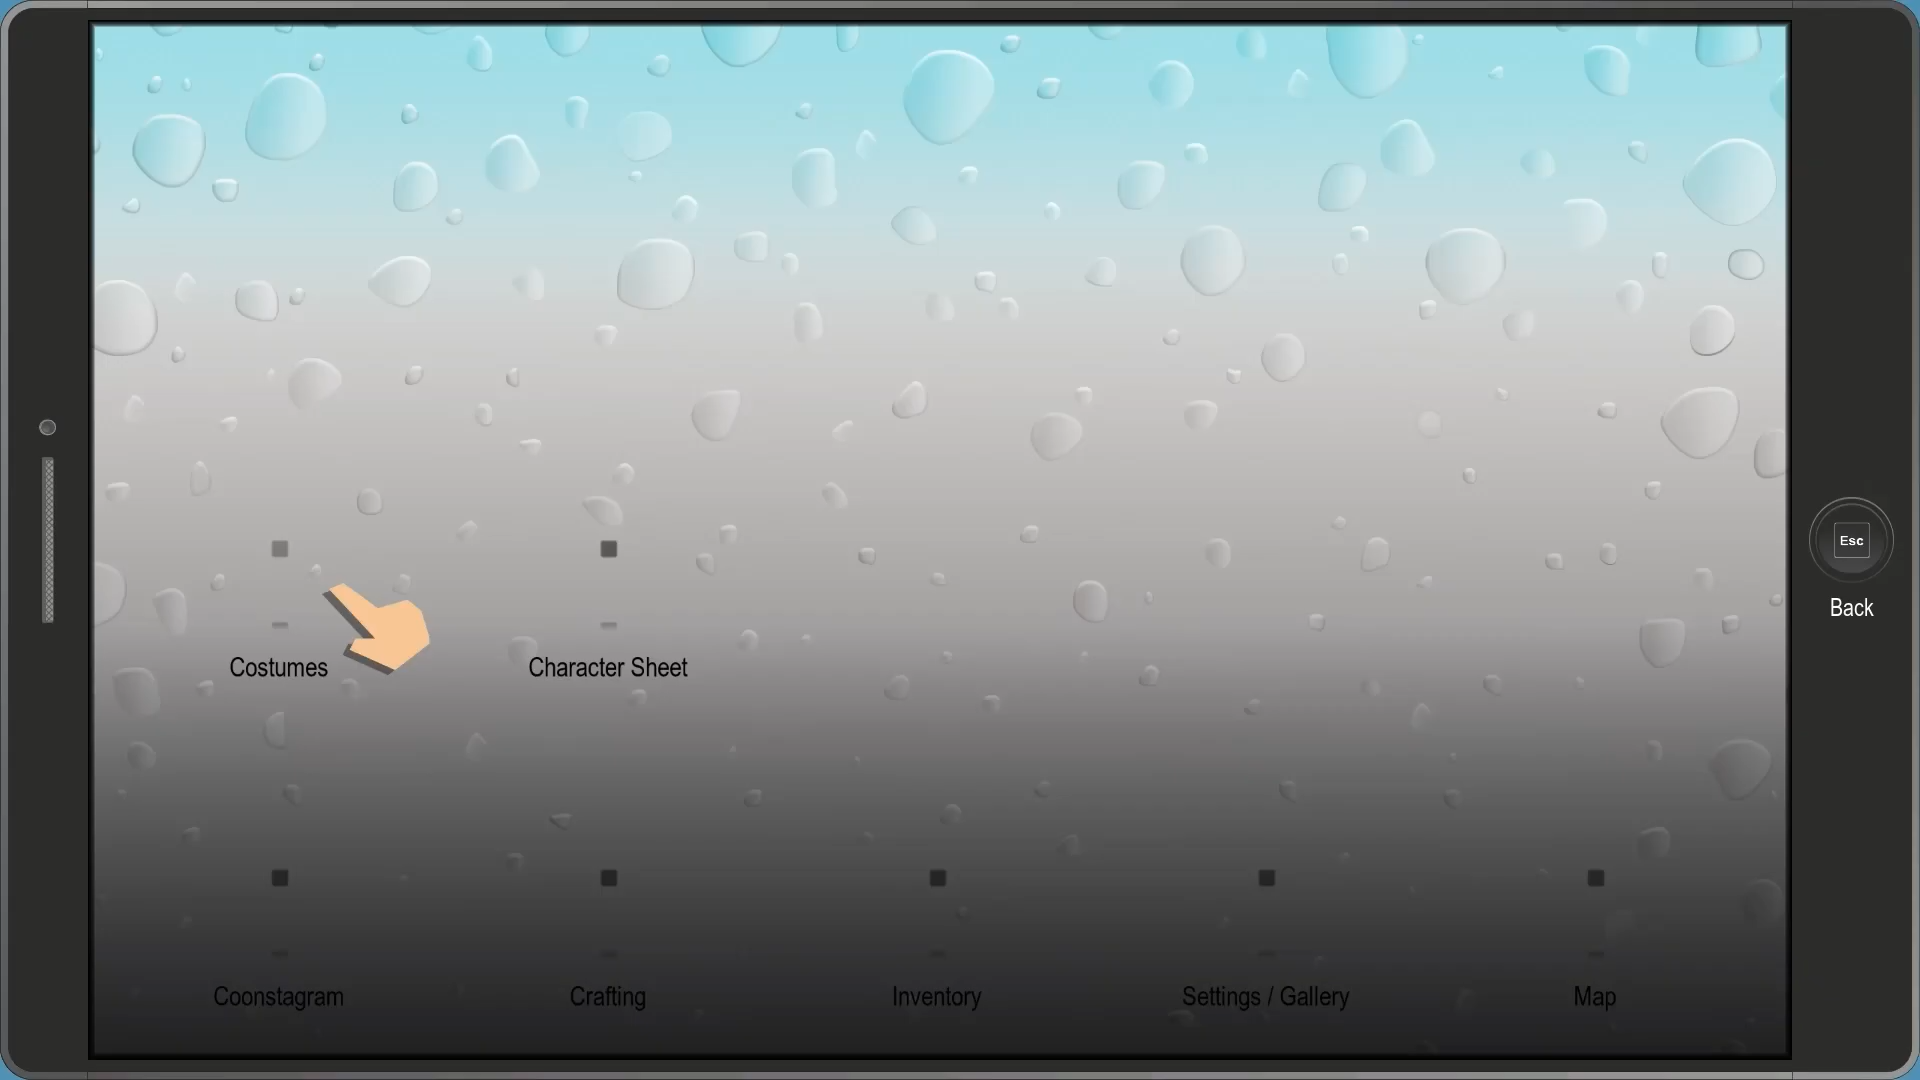 Esc
Back
Costumes
Character Sheet
Coonstagram
Crafting
Inventory
Settings / Gallery
Map